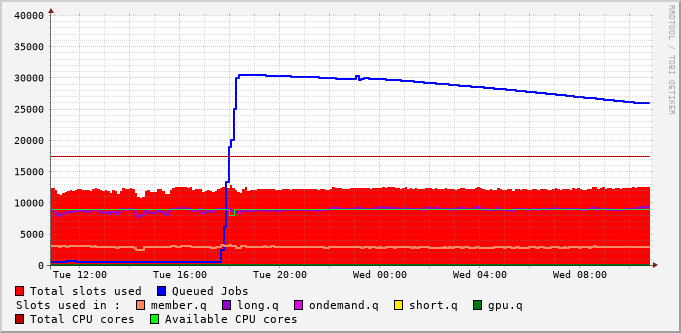 40000
35000
30000
25000
20000
15000
10000
5000
0
Tue 12:00 Tue 16:00 Tue 20:00 Wed 00:00 Wed 04:00 Wed 08:00
RRDTOOL / TOBI OETIKER
Total slots used Queued Jobs
Slots used in : member.q long.q ondemand.q short.q gpu.q
Total CPU cores Available CPU cores